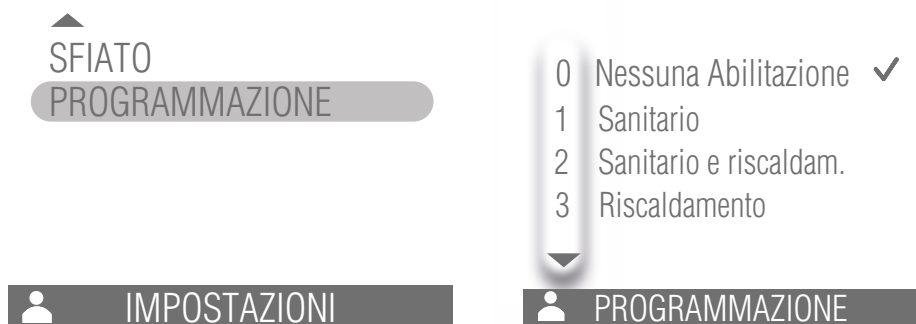 SFIATO
PROGRAMMAZIONE
IMPOSTAZIONI
0 Nessuna Abilitazione
1 Sanitario
2 Sanitario e riscaldam.
3 Riscaldamento
PROGRAMMAZIONE